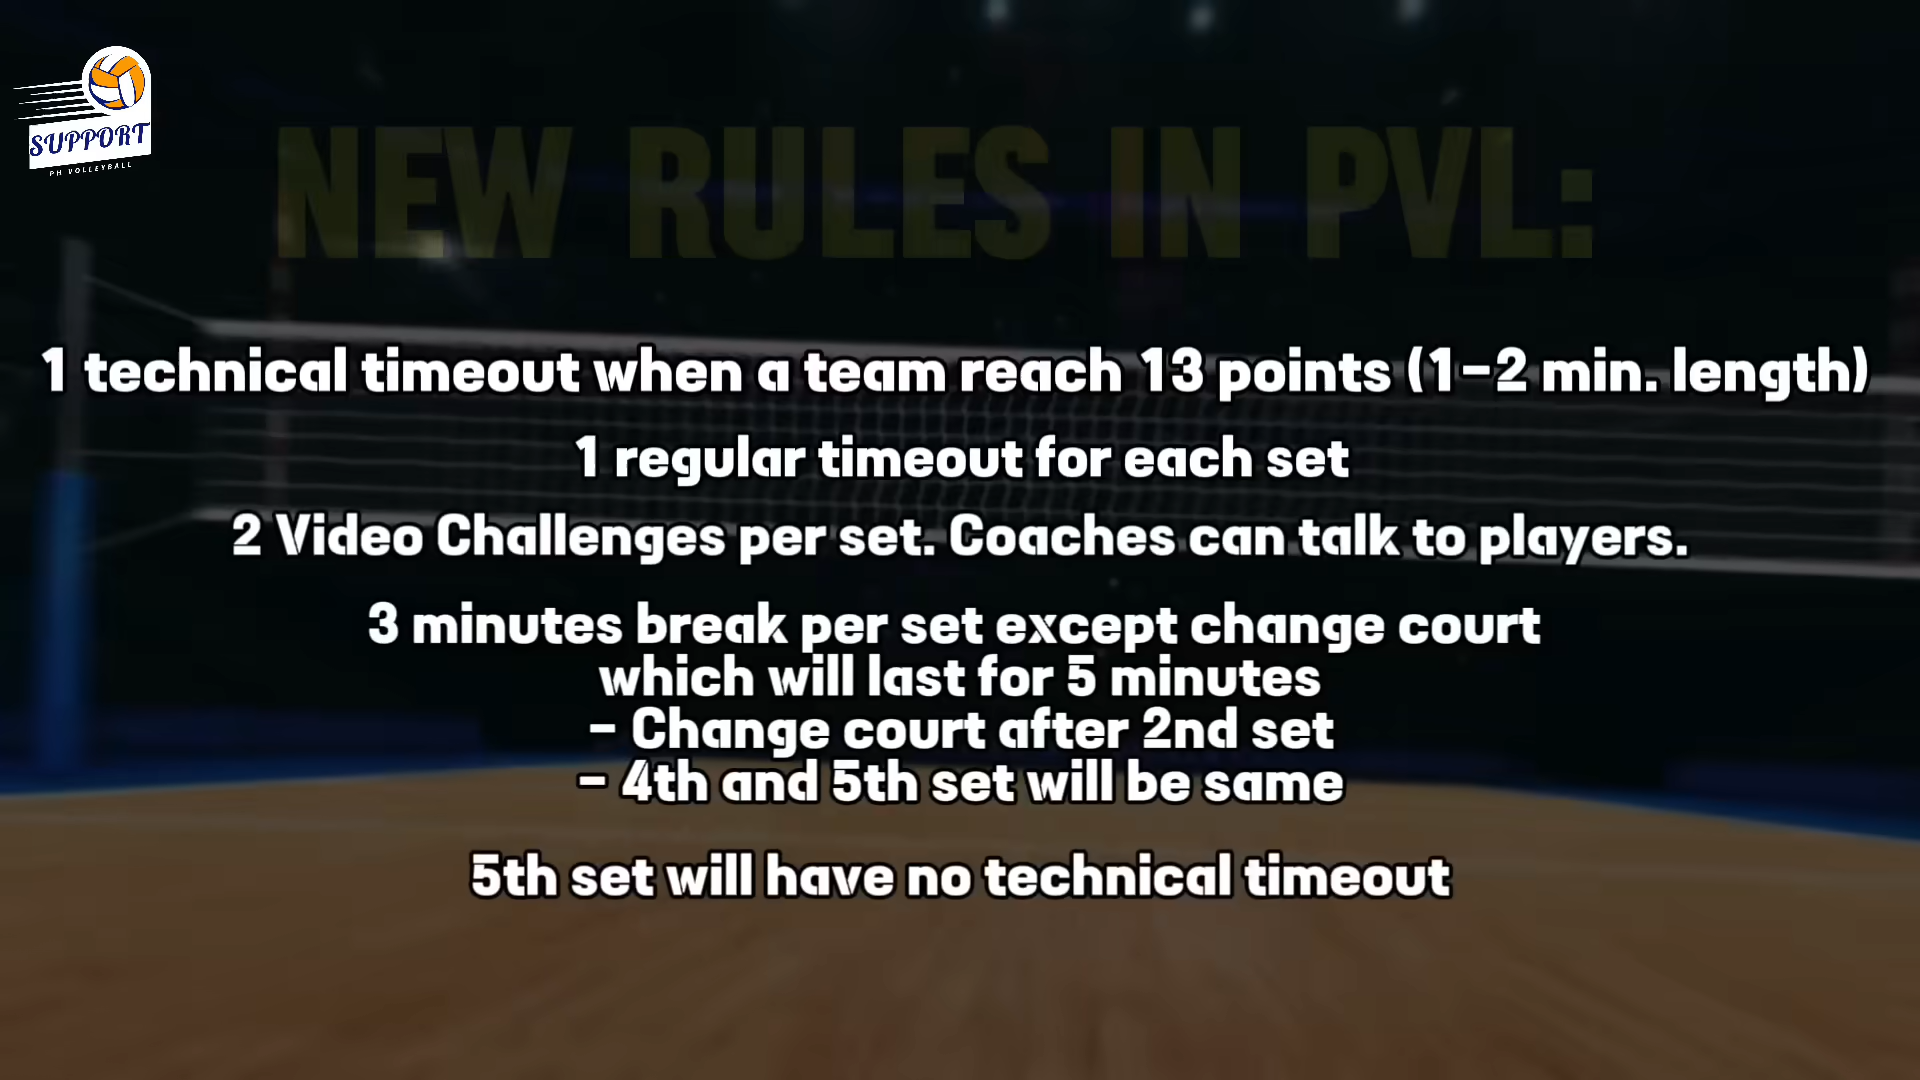 SUPPORT
PH VOLLEYBALL
NEW RULES IN PVL:
1 technical timeout when a team reach 13 points (1-2 min. length)
1 regular timeout for each set
2 Video Challenges per set. Coaches can talk to players.
3 minutes break per set except change court
which will last for 5 minutes
- Change court after 2nd set
- 4th and 5th set will be same
5th set will have no technical timeout